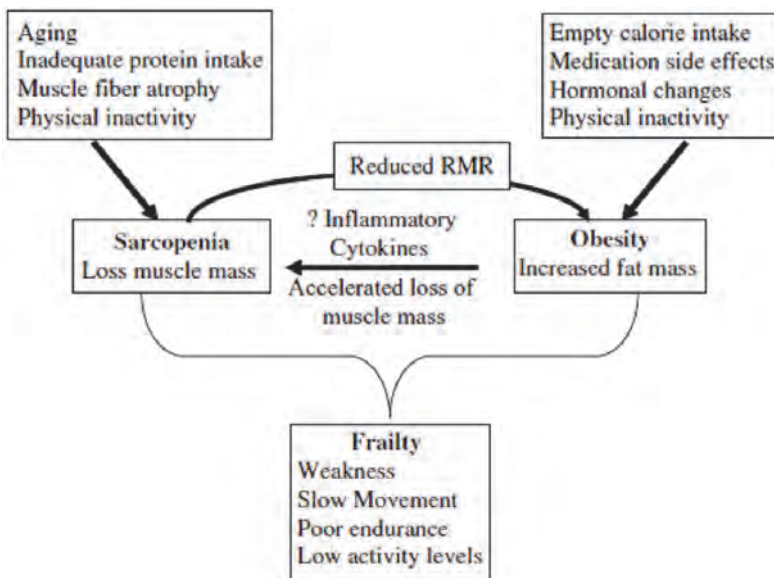 Aging
Inadequate protein intake
Muscle fiber atrophy
Physical inactivity
Empty calorie intake
Medication side effects
Hormonal changes
Physical inactivity
Reduced RMR
Sarcopenia
Loss muscle mass
? Inflammatory
Cytokines
Accelerated loss of
muscle mass
Obesity
Increased fat mass
Frailty
Weakness
Slow Movement
Poor endurance
Low activity levels